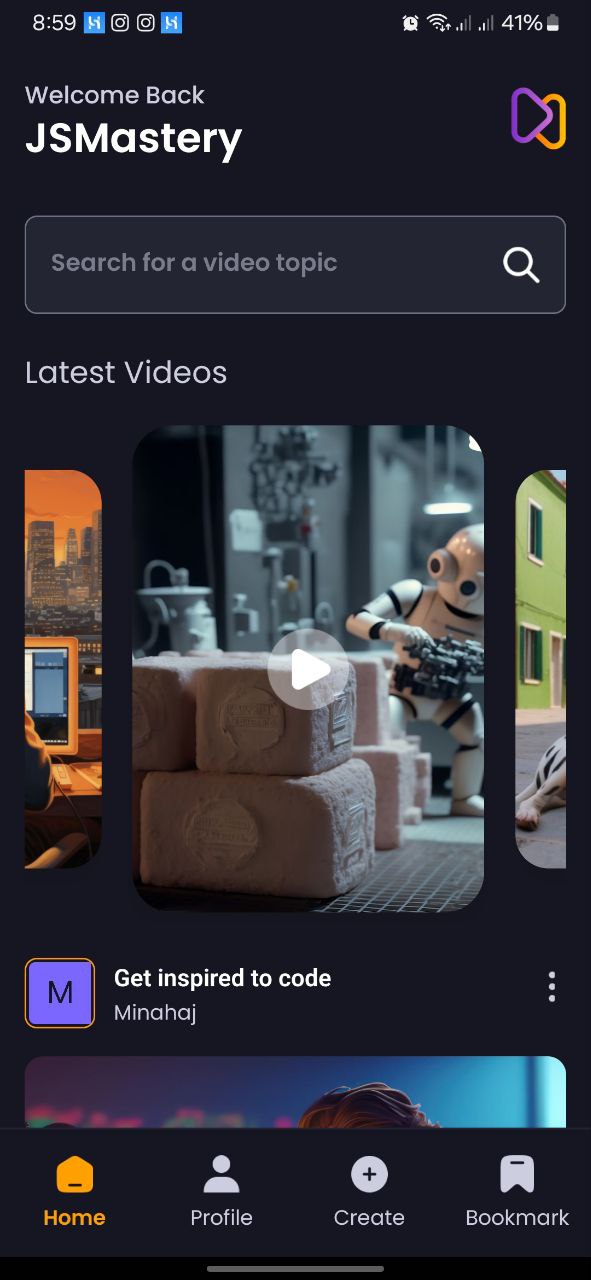 8:59
41%
Welcome Back
JSMastery
Search for a video topic
Latest Videos
M
Get inspired to code
Minahaj
Home
Profile
Create
Bookmark